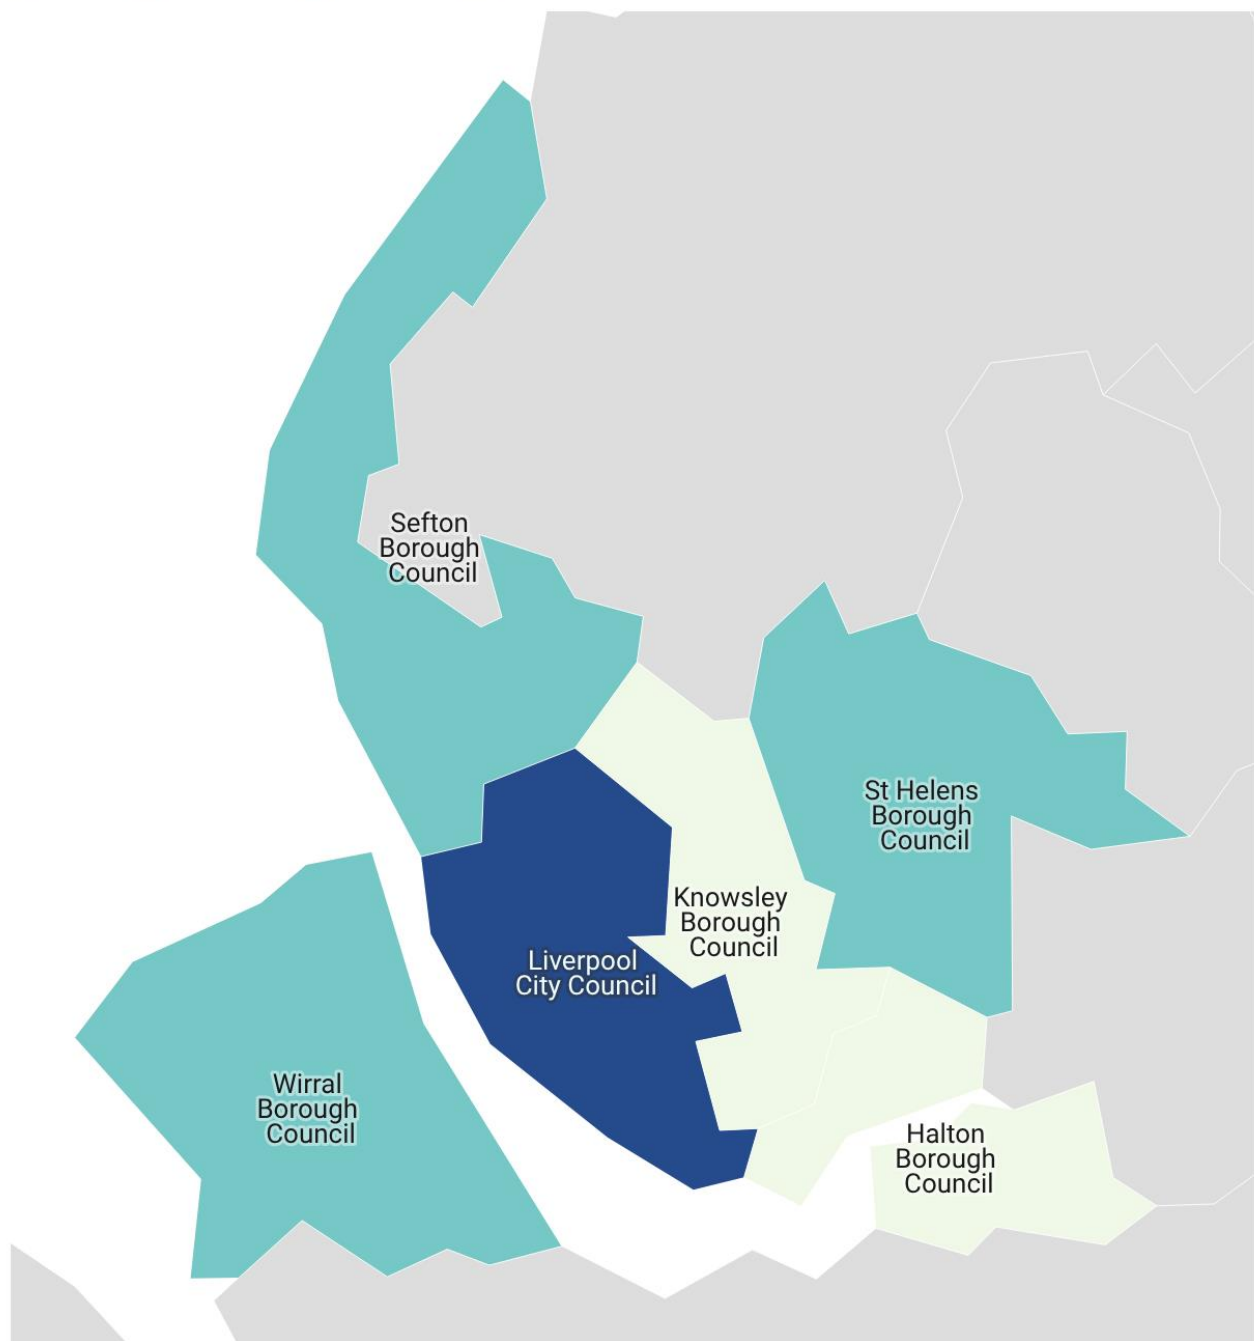 Sefton
Borough
Council
St Helens
Borough
Council
Knowsley
Borough
Council
Liverpool
City Council
Wirral
Borough
Council
Halton
Borough
Council